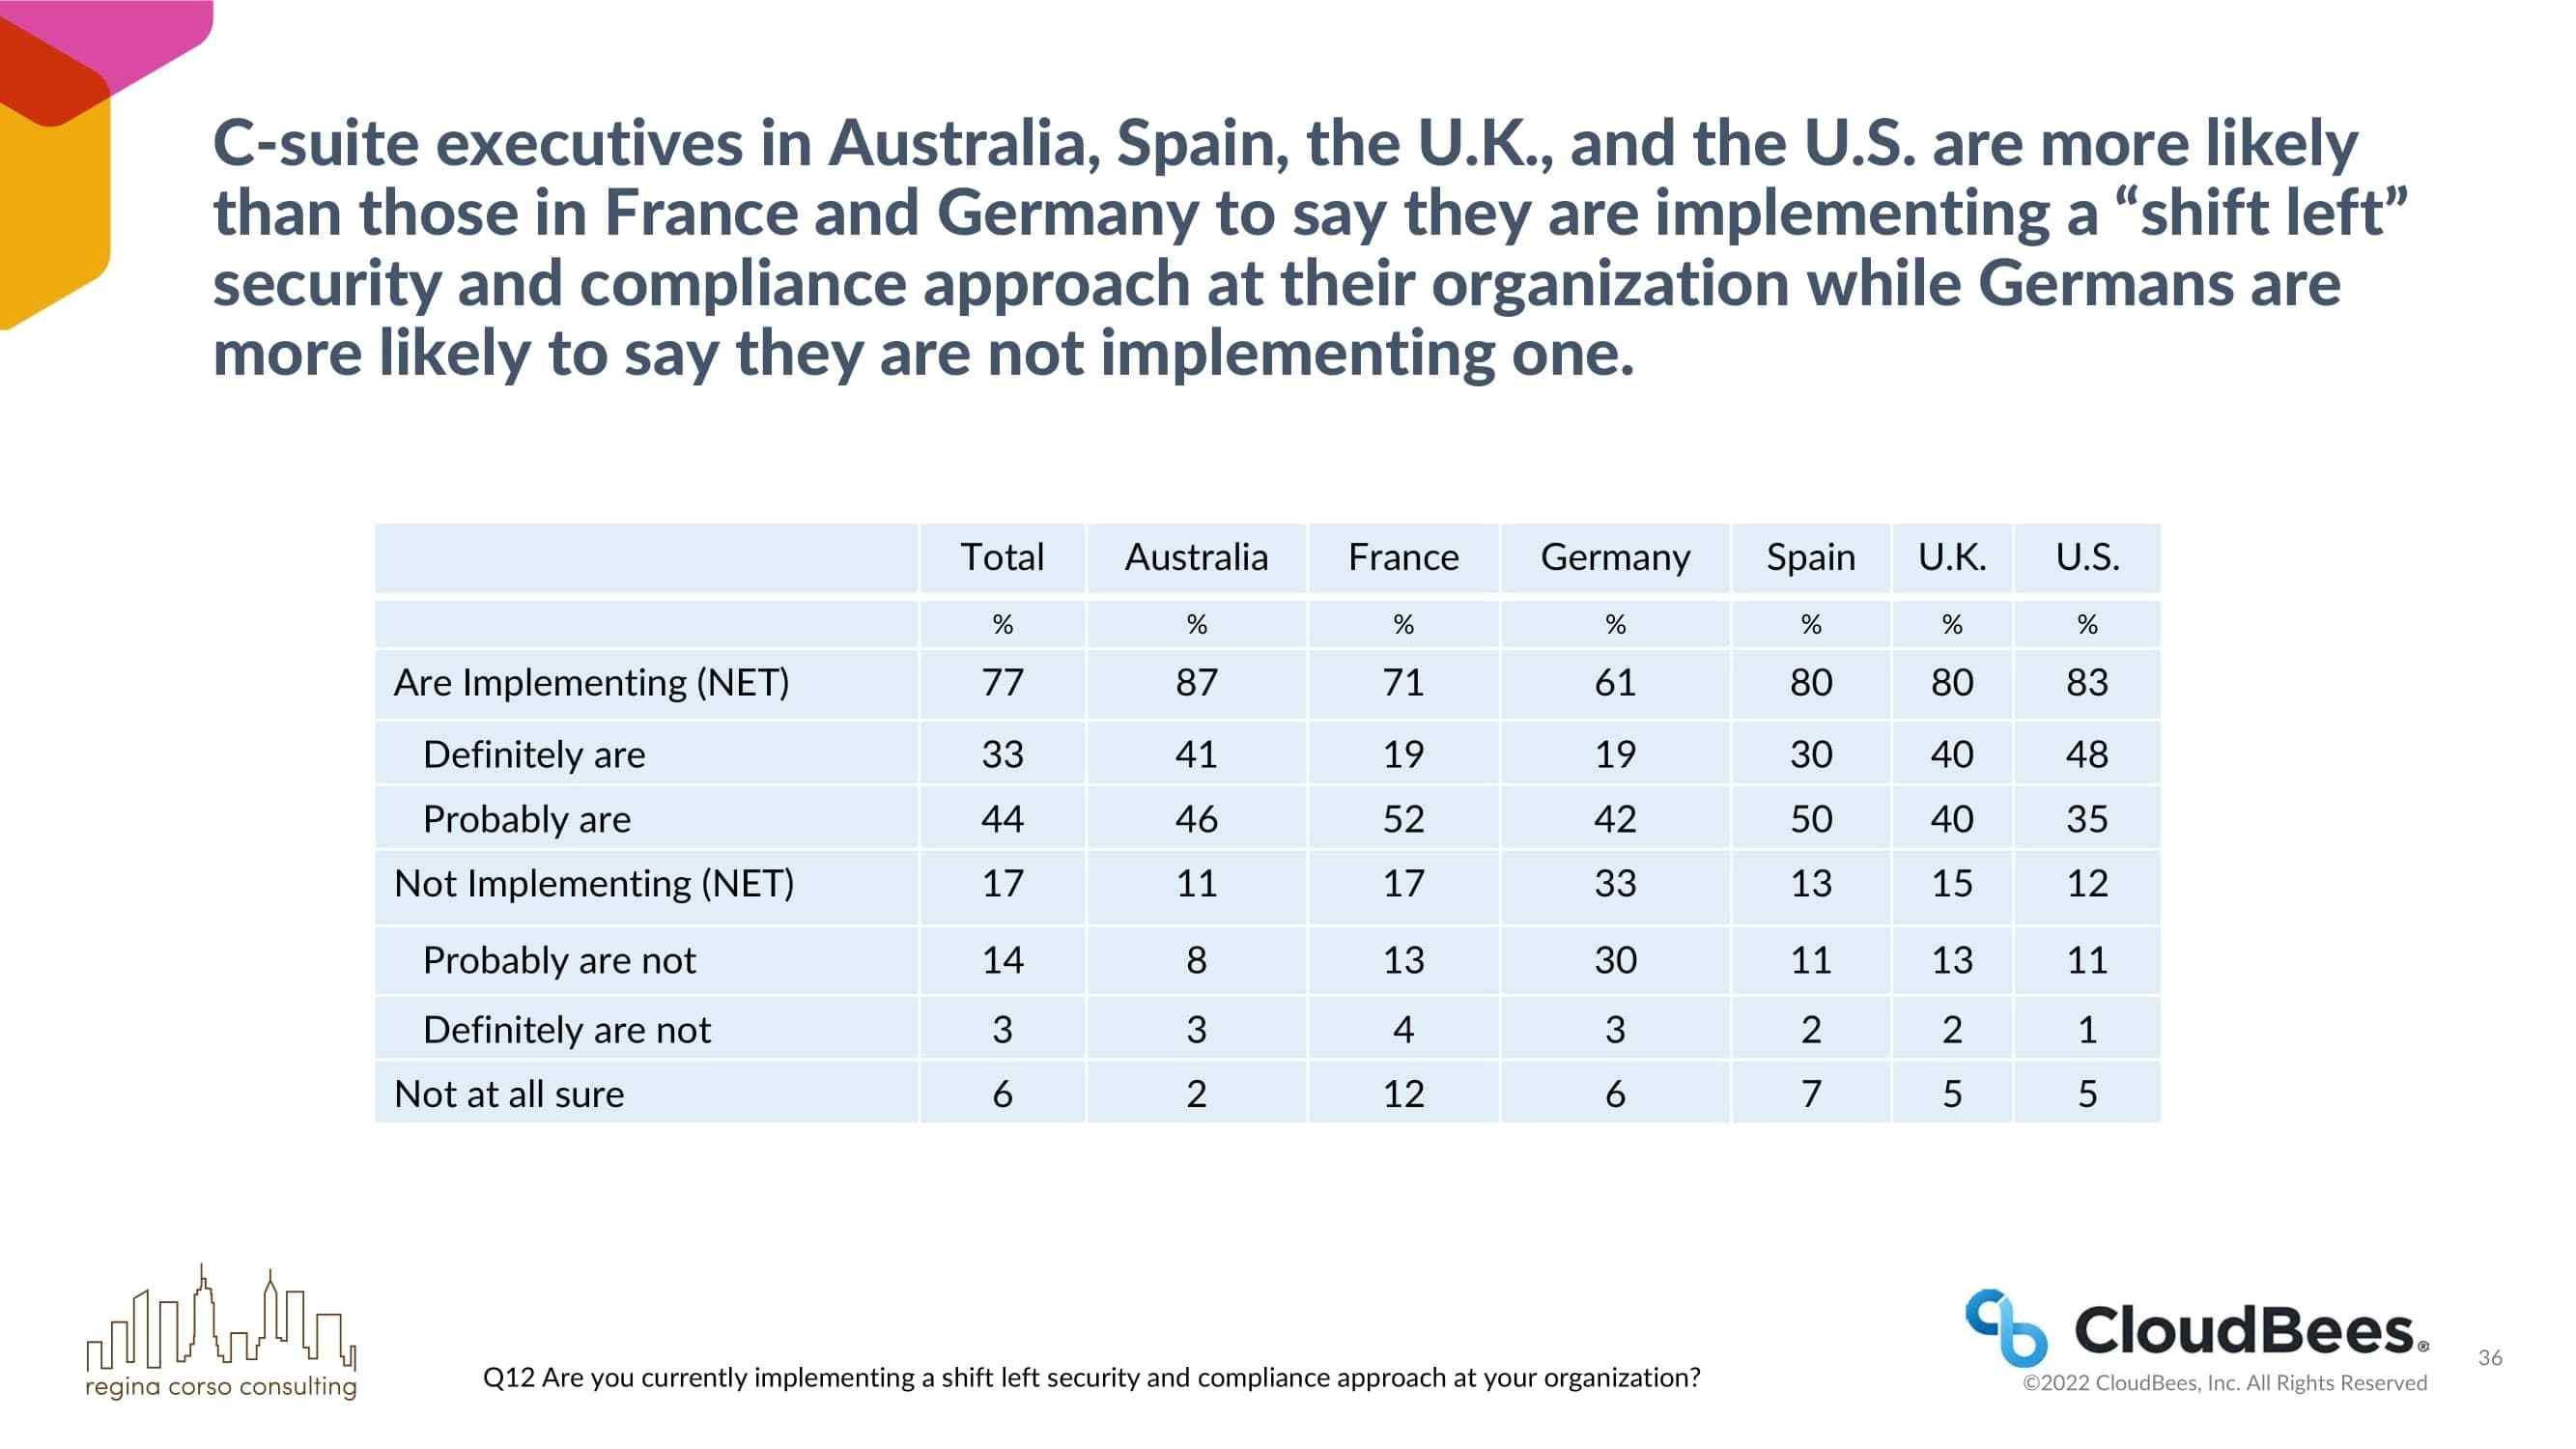 C-suite executives in Australia, Spain, the U.K., and the U.S. are more likely
than those in France and Germany to say they are implementing a “shift left”
security and compliance approach at their organization while Germans are
more likely to say they are not implementing one.
Total Australia France Germany Spain U.K. U.S.
% % % % % % %
Are Implementing (NET) 77 87 71 61 80 80 83
Definitely are 33 41 19 19 30 40 48
Probably are 44 46 52 42 50 40 35
Not Implementing (NET) 17 11 17 33 13 15 12
Probably are not 14 8 13 30 11 13 11
Definitely are not 3 3 4 3 2 2 1
Not at all sure 6 2 12 6 7 5 5
regina corso consulting
Q12 Are you currently implementing a shift left security and compliance approach at your organization?
CloudBees®
©2022 CloudBees, Inc. All Rights Reserved
36